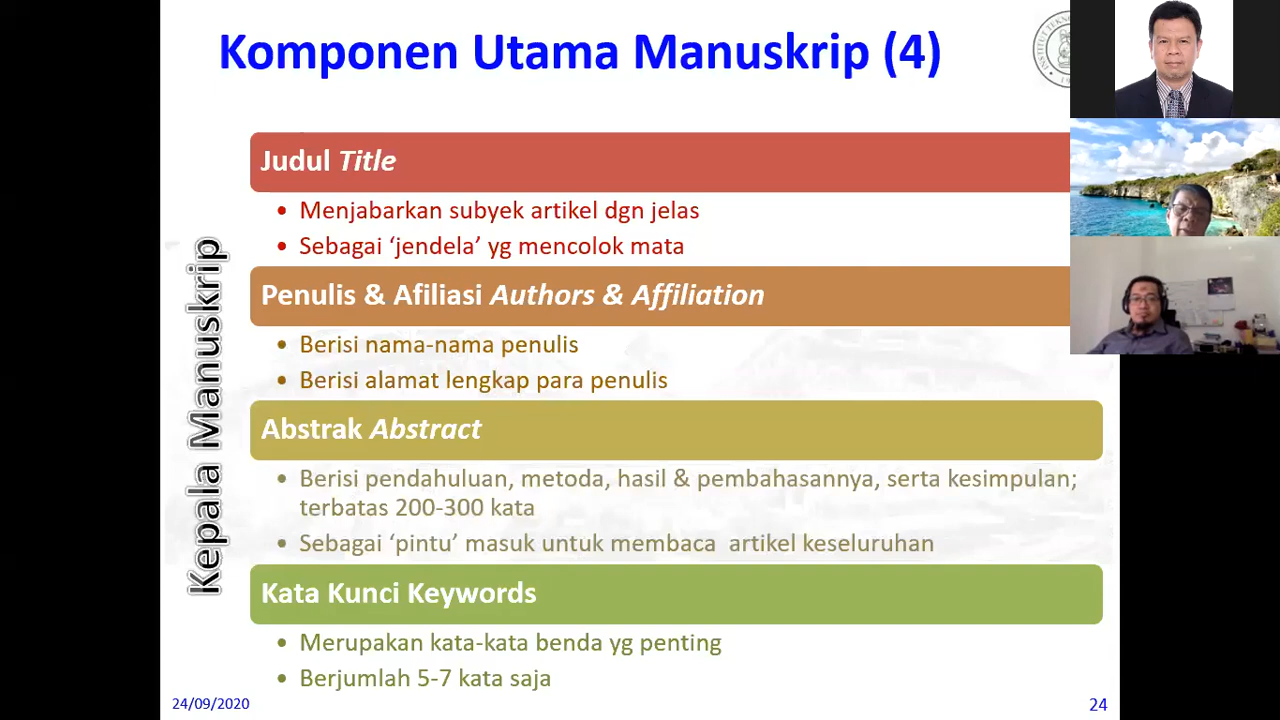 Komponen Utama Manuskrip (4)
Kepala Manuskrip
Judul Title
• Menjabarkan subyek artikel dgn jelas
• Sebagai ‘jendela’ yg mencolok mata
Penulis & Afiliasi Authors & Affiliation
• Berisi nama-nama penulis
• Berisi alamat lengkap para penulis
Abstrak Abstract
• Berisi pendahuluan, metoda, hasil & pembahasannya, serta kesimpulan;
terbatas 200-300 kata
• Sebagai ‘pintu’ masuk untuk membaca artikel keseluruhan
Kata Kunci Keywords
• Merupakan kata-kata benda yg penting
• Berjumlah 5-7 kata saja
24/09/2020
24